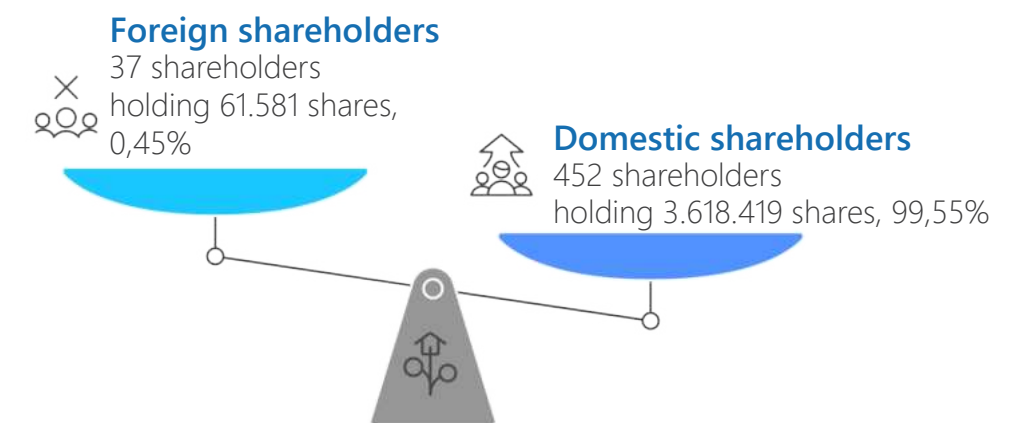 Foreign shareholders
37 shareholders
holding 61.581 shares,
0,45%
Domestic shareholders
452 shareholders
holding 3.618.419 shares, 99,55%